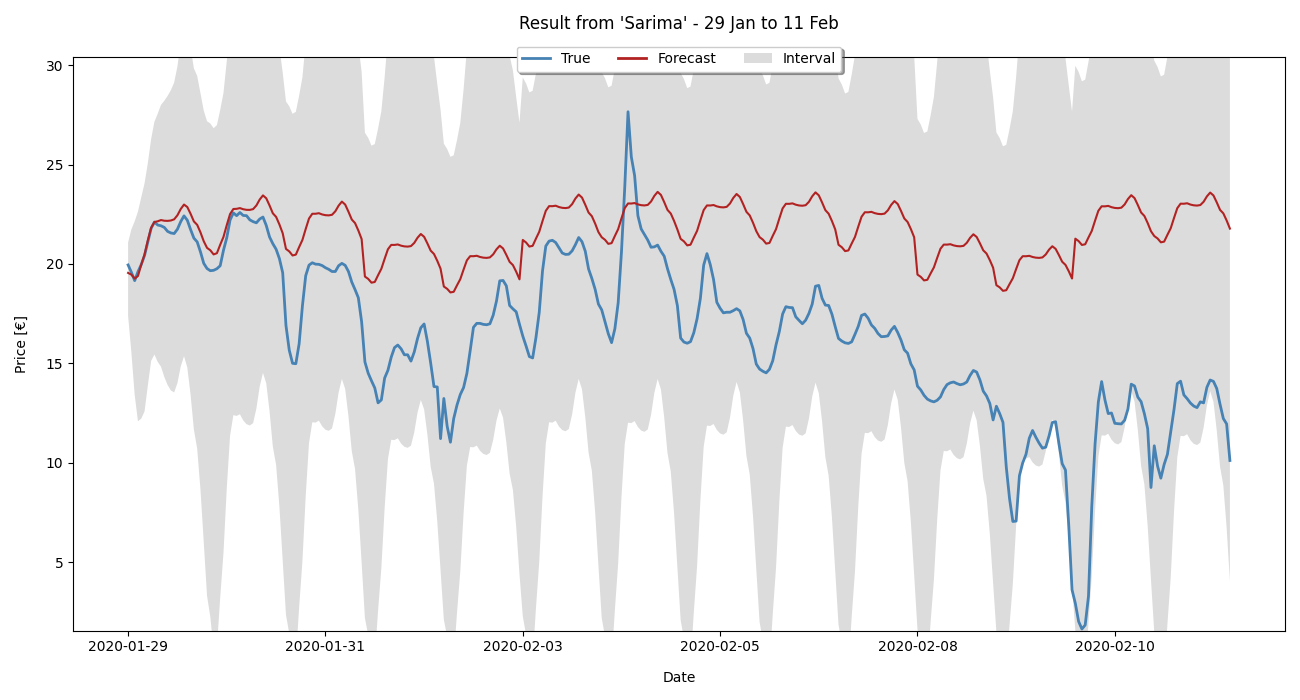 Result from 'Sarima' - 29 Jan to 11 Feb
True Forecast Interval
30
25
20
15
10
5
Price [€]
2020-01-29 2020-01-31 2020-02-03 2020-02-05 2020-02-08 2020-02-10
Date